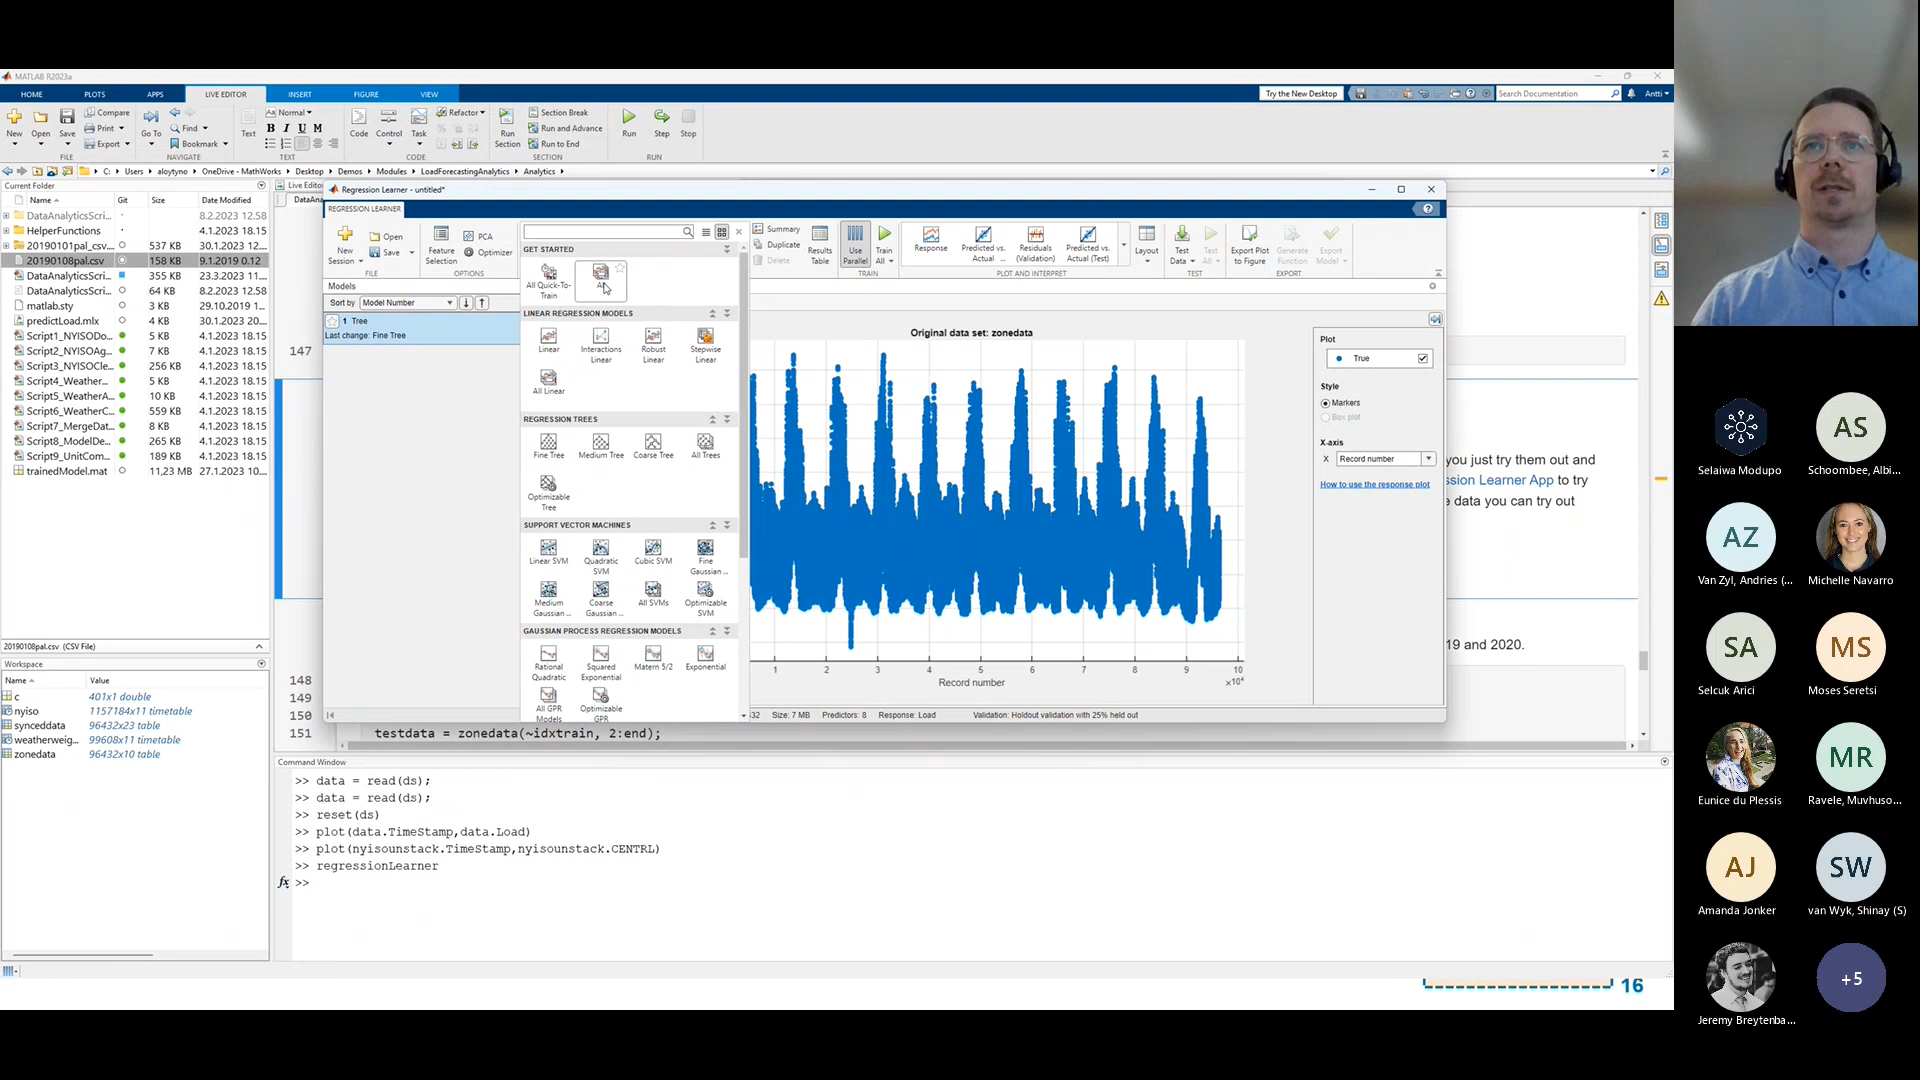 MATLAB R2023a
HOME PLOTS APPS LIVE EDITOR INSERT FIGURE VIEW
Try the New Desktop
Search Documentation
Antti
New Open Save
Compare
Print
Export
FILE
Go To
Find
Bookmark
NAVIGATE
Text
Normal
B I U M
TEXT
Code Control Task
Refactor
CODE
Run Section
Section Break
Run and Advance
Run to End
SECTION
Run Step Stop
RUN
C: Users aloytyno OneDrive - MathWorks Desktop Demos Modules LoadForecastingAnalytics Analytics
Current Folder
Name Git Size Date Modified
DataAnalyticsScri... 8.2.2023 12.58
HelperFunctions
20190101pal_csv... 537 KB 30.1.2023 12...
20190108pal.csv 158 KB 9.1.2019 0.12
DataAnalyticsScri... 355 KB 23.3.2023 11...
DataAnalyticsScri... 64 KB 30.1.2023 12...
matlab.sty 3 KB 29.10.2019 1...
predictLoad.mlx 4 KB 30.1.2023 20...
Script1_NYISODo... 5 KB 4.1.2023 18.15
Script2_NYISOAg... 7 KB 4.1.2023 18.15
Script3_NYISOCle... 256 KB 4.1.2023 18.15
Script4_Weather... 5 KB 4.1.2023 18.15
Script5_WeatherA... 10 KB 4.1.2023 18.15
Script6_WeatherC... 559 KB 4.1.2023 18.15
Script7_MergeDat... 8 KB 4.1.2023 18.15
Script8_ModelDe... 265 KB 4.1.2023 18.15
Script9_UnitCom... 189 KB 4.1.2023 18.15
trainedModel.mat 11,23 MB 27.1.2023 10...
20190108pal.csv (CSV File)
Workspace
Name Value
c 401x1 double
nyiso 1157184x11 timetable
synceddata 96432x23 table
weatherweig... 99608x11 timetable
zonedata 96432x10 table
Live Editor
DataAna
147
148
149
150
151
testdata = zonedata(~idxtrain, 2:end);
you just try them out and
ssion Learner App to try
e data you can try out
19 and 2020.
Regression Learner - untitled*
REGRESSION LEARNER
New Session
Open
Save
FILE
Feature Selection
PCA
Optimizer
OPTIONS
Summary
Duplicate
Delete
Results Table
Use Parallel
Train All
TRAIN
Response
Predicted vs. Actual ...
Residuals (Validation)
Predicted vs. Actual (Test)
PLOT AND INTERPRET
Layout
Test Data
Test All
TEST
Export Plot to Figure
Generate Function
Export Model
EXPORT
Models
Sort by Model Number
1 Tree
Last change: Fine Tree
GET STARTED
All Quick-To-Train
LINEAR REGRESSION MODELS
Linear
Interactions Linear
Robust Linear
Stepwise Linear
All Linear
REGRESSION TREES
Fine Tree
Medium Tree
Coarse Tree
All Trees
Optimizable Tree
SUPPORT VECTOR MACHINES
Linear SVM
Quadratic SVM
Cubic SVM
Fine Gaussian ...
Medium Gaussian ...
Coarse Gaussian ...
All SVMs
Optimizable SVM
GAUSSIAN PROCESS REGRESSION MODELS
Rational Quadratic
Squared Exponential
Matern 5/2
Exponential
All GPR Models
Optimizable GPR
Original data set: zonedata
1 2 3 4 5 6 7 8 9 10
×10⁴
Record number
Plot
True
Style
Markers
Box plot
X-axis
X Record number
How to use the response plot
Size: 7 MB Predictors: 8 Response: Load Validation: Holdout validation with 25% held out
Command Window
>> data = read(ds);
>> data = read(ds);
>> reset(ds)
>> plot(data.TimeStamp,data.Load)
>> plot(nyisounstack.TimeStamp,nyisounstack.CENTRL)
>> regressionLearner
fx >>
16
Selaiwa Modupo
AS
Schoombee, Albi...
AZ
Van Zyl, Andries (...
Michelle Navarro
SA
Selcuk Arici
MS
Moses Seretsi
Eunice du Plessis
MR
Ravele, Muvhuso...
AJ
Amanda Jonker
SW
van Wyk, Shinay (S)
Jeremy Breytenba...
+5